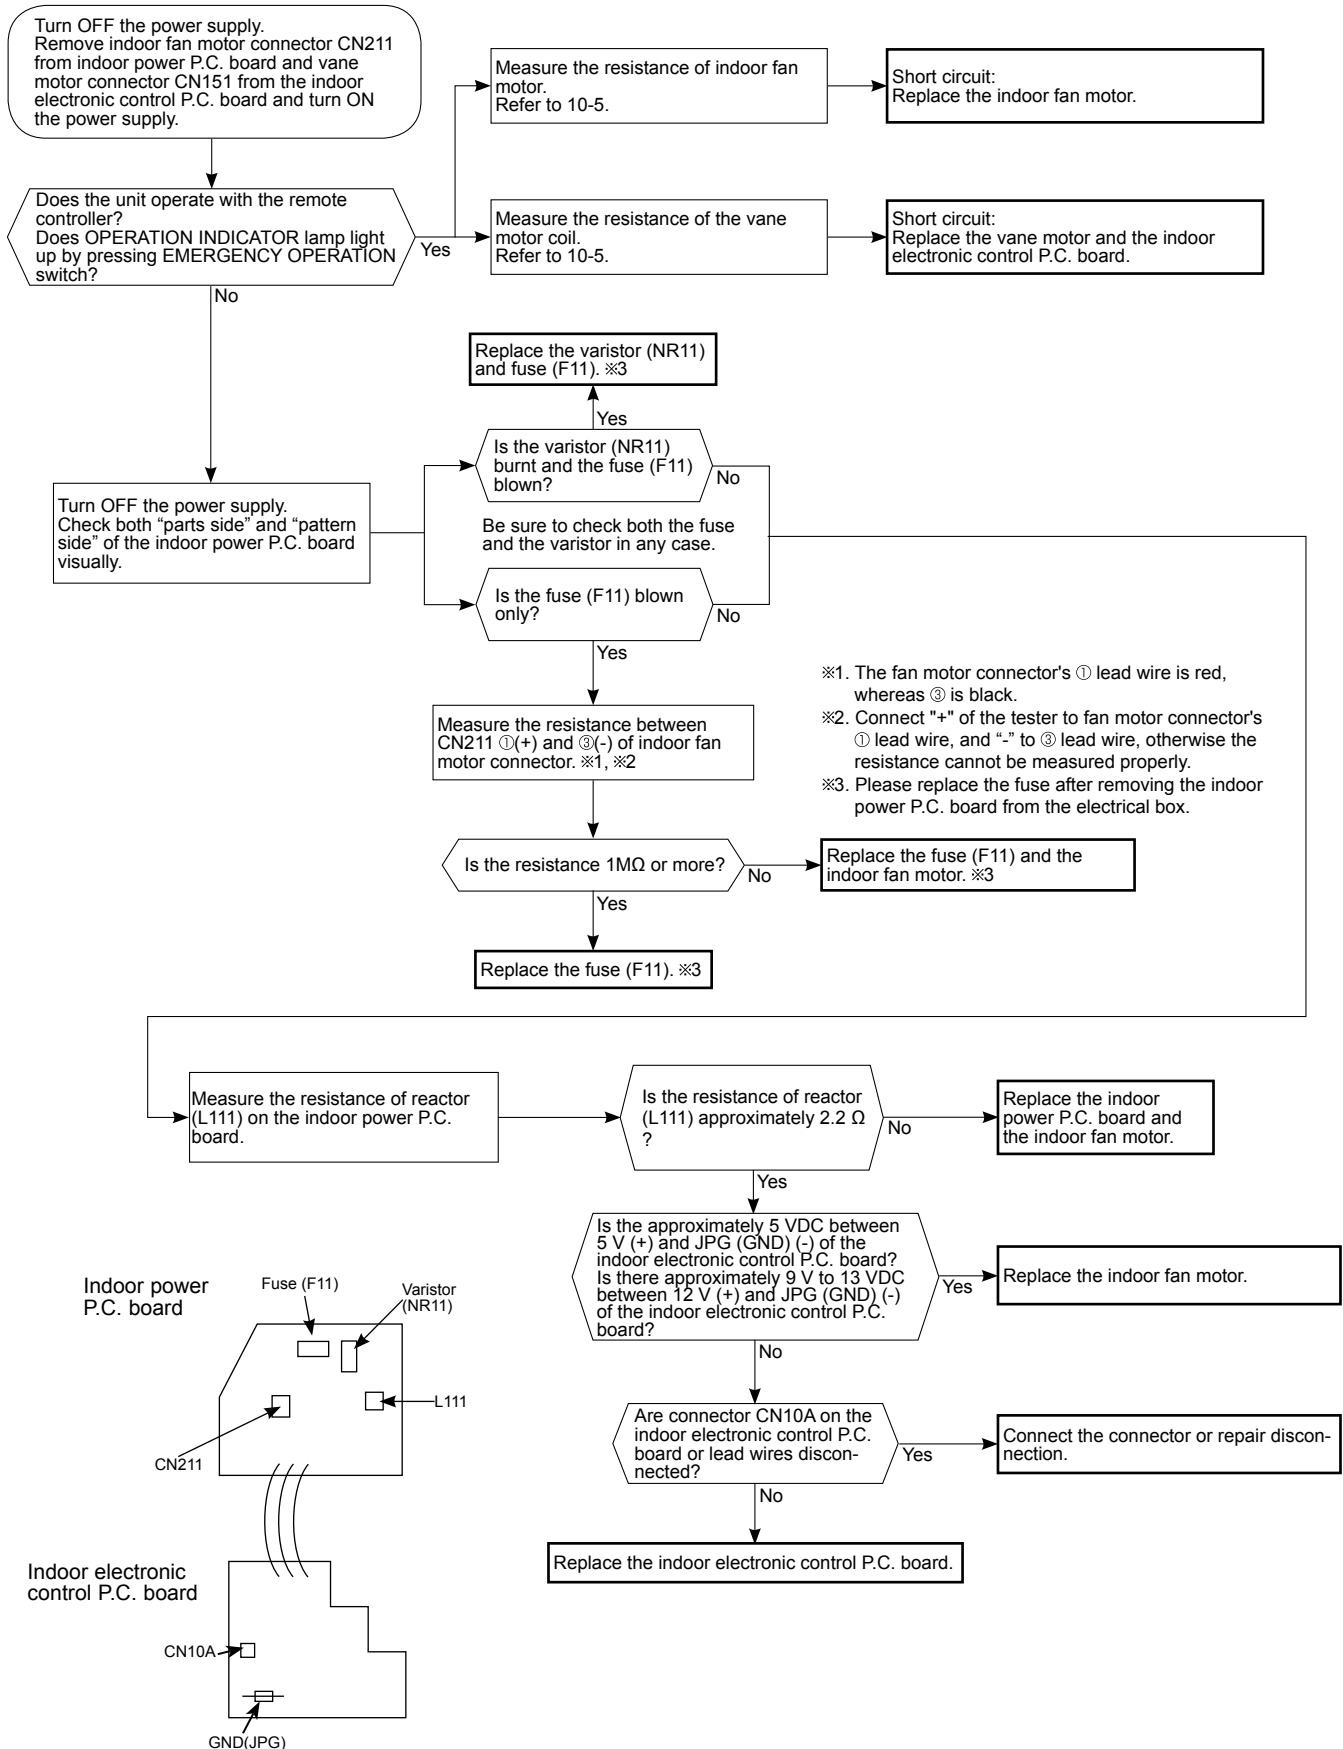 Turn OFF the power supply.
Remove indoor fan motor connector CN211
from indoor power P.C. board and vane
motor connector CN151 from the indoor
electronic control P.C. board and turn ON
the power supply.
Measure the resistance of indoor fan
motor.
Refer to 10-5.
Short circuit:
Replace the indoor fan motor.
Does the unit operate with the remote
controller?
Does OPERATION INDICATOR lamp light
up by pressing EMERGENCY OPERATION
switch?
Yes
Measure the resistance of the vane
motor coil.
Refer to 10-5.
Short circuit:
Replace the vane motor and the indoor
electronic control P.C. board.
No
Replace the varistor (NR11)
and fuse (F11). ※3
Yes
Is the varistor (NR11)
burnt and the fuse (F11)
blown?
No
Turn OFF the power supply.
Check both “parts side” and “pattern
side” of the indoor power P.C. board
visually.
Be sure to check both the fuse
and the varistor in any case.
Is the fuse (F11) blown
only?
No
Yes
※1. The fan motor connector's ① lead wire is red,
whereas ③ is black.
※2. Connect "+" of the tester to fan motor connector's
① lead wire, and “-” to ③ lead wire, otherwise the
resistance cannot be measured properly.
※3. Please replace the fuse after removing the indoor
power P.C. board from the electrical box.
Measure the resistance between
CN211 ①(+) and ③(-) of indoor fan
motor connector. ※1, ※2
Is the resistance 1MΩ or more?
No
Replace the fuse (F11) and the
indoor fan motor. ※3
Yes
Replace the fuse (F11). ※3
Measure the resistance of reactor
(L111) on the indoor power P.C.
board.
Is the resistance of reactor
(L111) approximately 2.2 Ω
?
No
Replace the indoor
power P.C. board and
the indoor fan motor.
Yes
Is the approximately 5 VDC between
5 V (+) and JPG (GND) (-) of the
indoor electronic control P.C. board?
Is there approximately 9 V to 13 VDC
between 12 V (+) and JPG (GND) (-)
of the indoor electronic control P.C.
board?
Yes
Replace the indoor fan motor.
No
Are connector CN10A on the
indoor electronic control P.C.
board or lead wires discon-
nected?
Yes
Connect the connector or repair discon-
nection.
No
Replace the indoor electronic control P.C. board.
Indoor power
P.C. board
Fuse (F11)
Varistor
(NR11)
L111
CN211
Indoor electronic
control P.C. board
CN10A
GND(JPG)